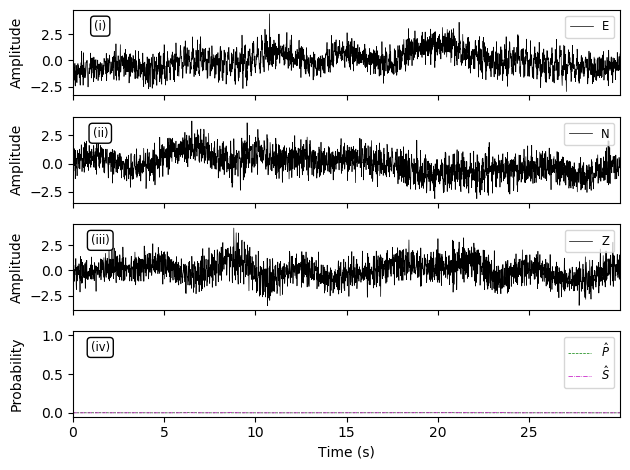 (i)
E
Amplitude
2.5
0.0
−2.5
(ii)
N
Amplitude
2.5
0.0
−2.5
(iii)
Z
Amplitude
2.5
0.0
−2.5
(iv)
P̂
Ŝ
Probability
1.0
0.5
0.0
0 5 10 15 20 25
Time (s)